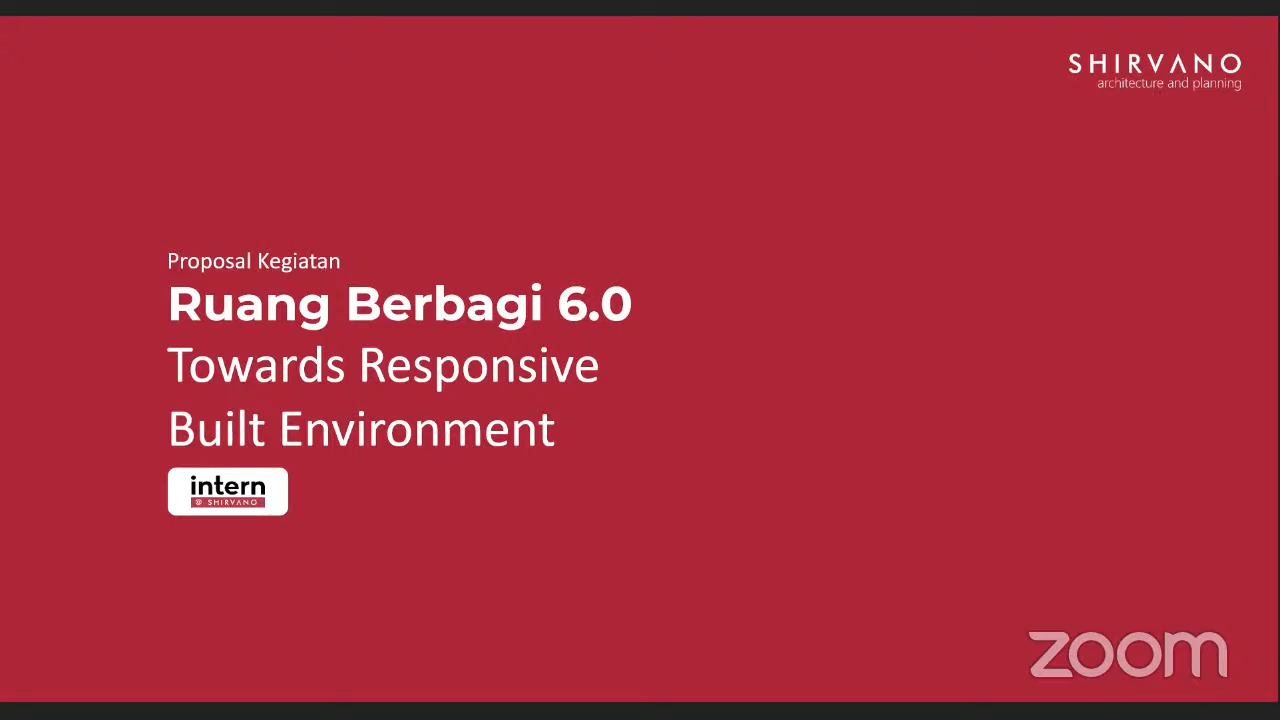 SHIRVANO
architecture and planning
Proposal Kegiatan
Ruang Berbagi 6.0
Towards Responsive
Built Environment
intern
@ SHIRVANO
zoom